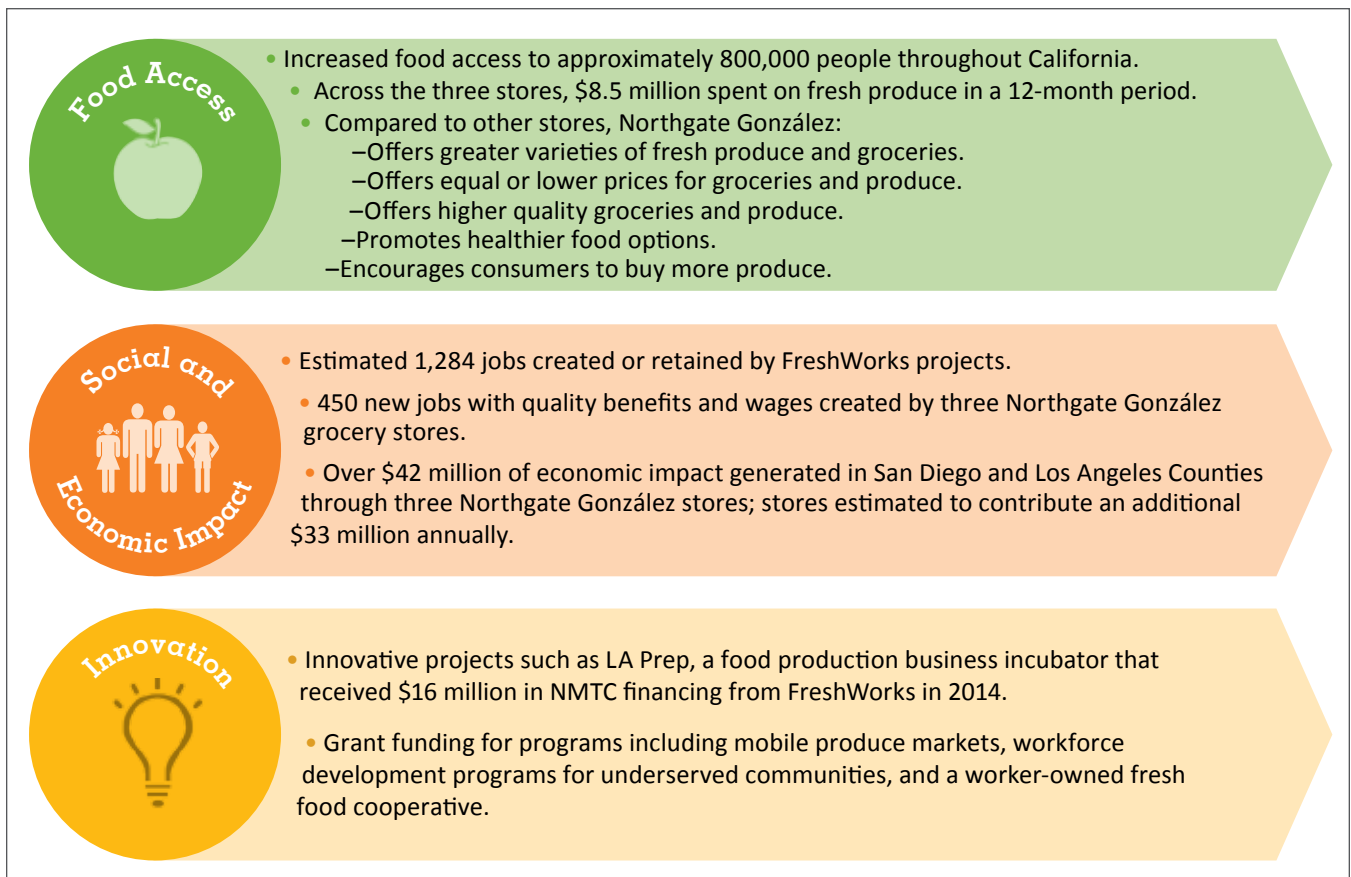 Food Access
• Increased food access to approximately 800,000 people throughout California.
• Across the three stores, $8.5 million spent on fresh produce in a 12-month period.
• Compared to other stores, Northgate González:
–Offers greater varieties of fresh produce and groceries.
–Offers equal or lower prices for groceries and produce.
–Offers higher quality groceries and produce.
–Promotes healthier food options.
–Encourages consumers to buy more produce.
Social and
Economic Impact
• Estimated 1,284 jobs created or retained by FreshWorks projects.
• 450 new jobs with quality benefits and wages created by three Northgate González
grocery stores.
• Over $42 million of economic impact generated in San Diego and Los Angeles Counties
through three Northgate González stores; stores estimated to contribute an additional
$33 million annually.
Innovation
• Innovative projects such as LA Prep, a food production business incubator that
received $16 million in NMTC financing from FreshWorks in 2014.
• Grant funding for programs including mobile produce markets, workforce
development programs for underserved communities, and a worker-owned fresh
food cooperative.